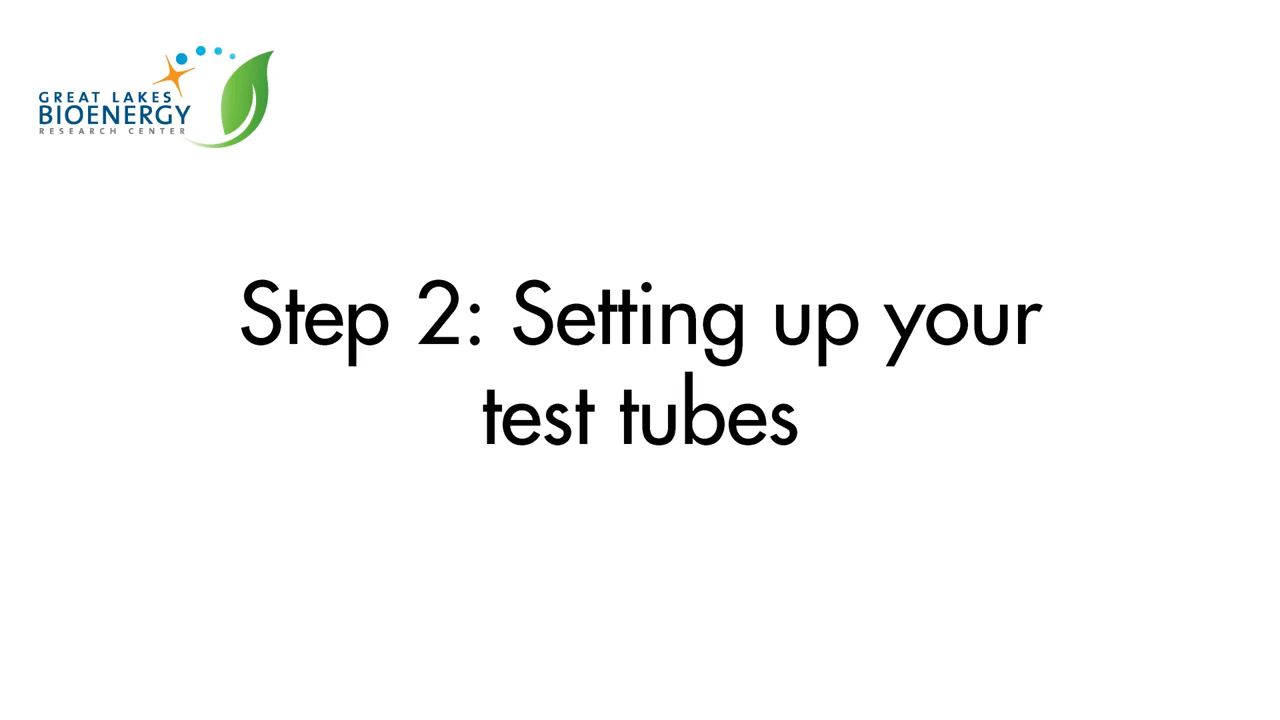 GREAT LAKES
BIOENERGY
RESEARCH CENTER
Step 2: Setting up your
test tubes